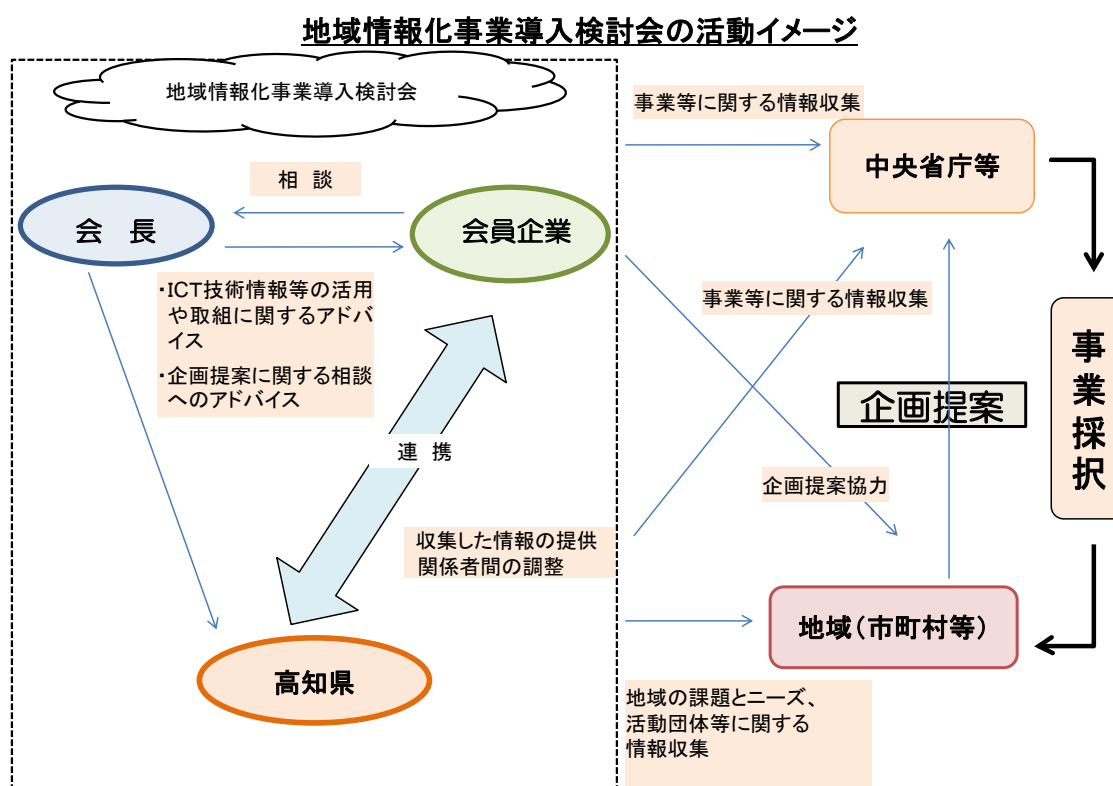 地域情報化事業導入検討会の活動イメージ
地域情報化事業導入検討会
事業等に関する情報収集
中央省庁等
相 談
会 長
会員企業
・ICT技術情報等の活用
や取組に関するアドバ
イス
・企画提案に関する相談
へのアドバイス
事業等に関する情報収集
事業採択
企画提案
連 携
企画提案協力
収集した情報の提供
関係者間の調整
地域(市町村等)
高知県
地域の課題とニーズ、
活動団体等に関する
情報収集